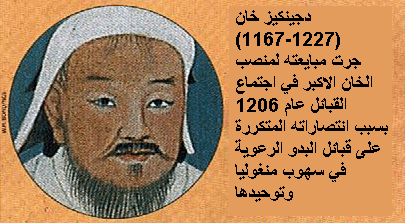 دجينكيز خان
(1167-1227)
جرت مبايعته لمنصب
الخان الاكبر في اجتماع
القبائل عام 1206
بسبب انتصاراته المتكررة
على قبائل البدو الرعوية
في سهوب منغوليا
وتوحيدها